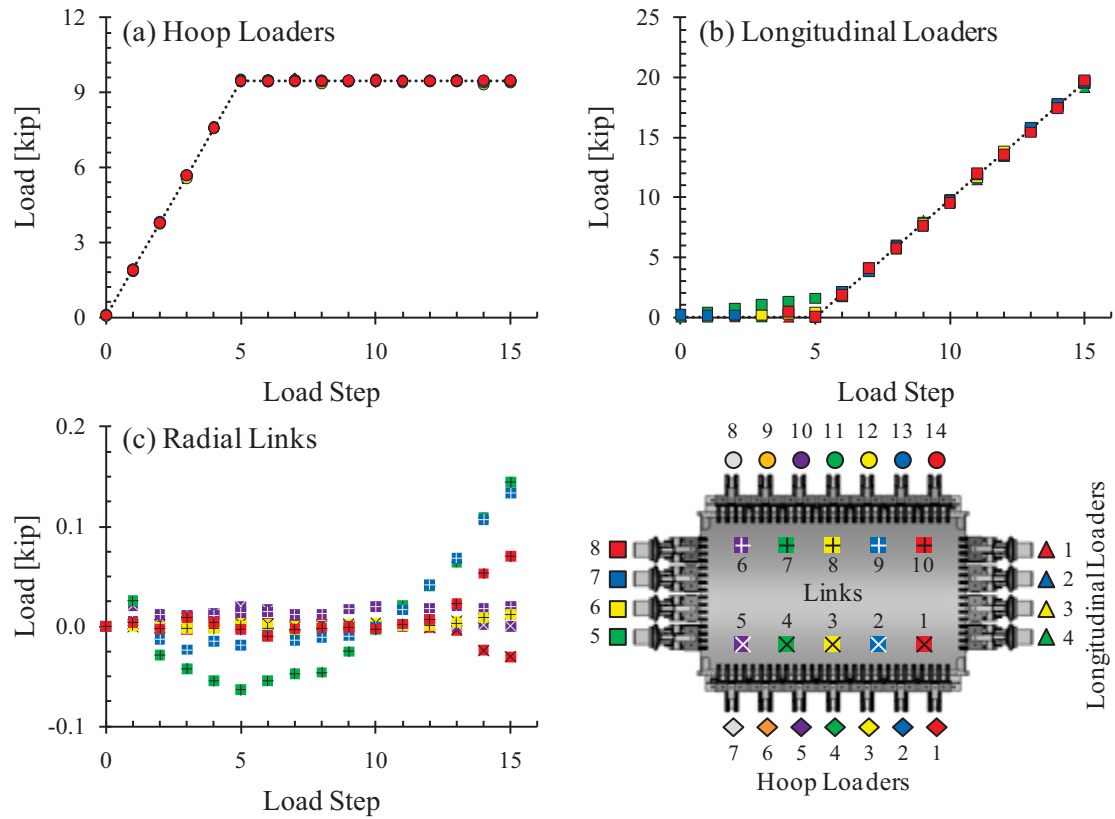 (a) Hoop Loaders
12
9
6
3
0
Load [kip]
0 5 10 15
Load Step
(b) Longitudinal Loaders
25
20
15
10
5
0
Load [kip]
0 5 10 15
Load Step
(c) Radial Links
0.2
0.1
0.0
-0.1
Load [kip]
0 5 10 15
Load Step
8 9 10 11 12 13 14
8
7
6
5
6 7 8 9 10
Links
5 4 3 2 1
1
2
3
4
Longitudinal Loaders
7 6 5 4 3 2 1
Hoop Loaders